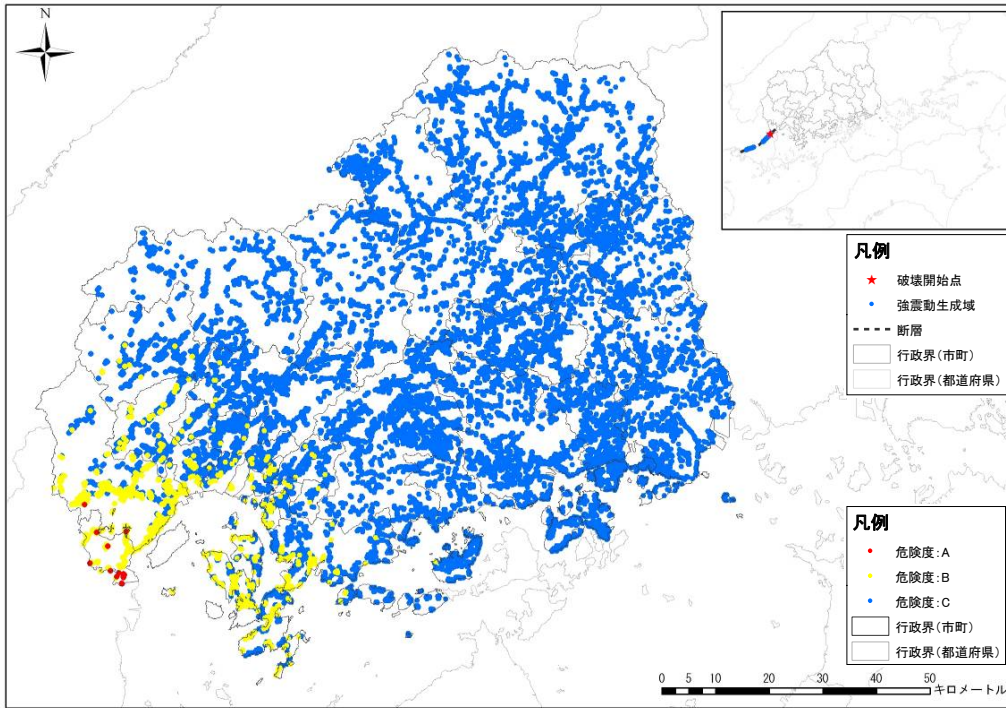 N
凡例
破壊開始点
強震動生成域
断層
行政界(市町)
行政界(都道府県)
凡例
危険度:A
危険度:B
危険度:C
行政界(市町)
行政界(都道府県)
0 5 10 20 30 40 50
キロメートル